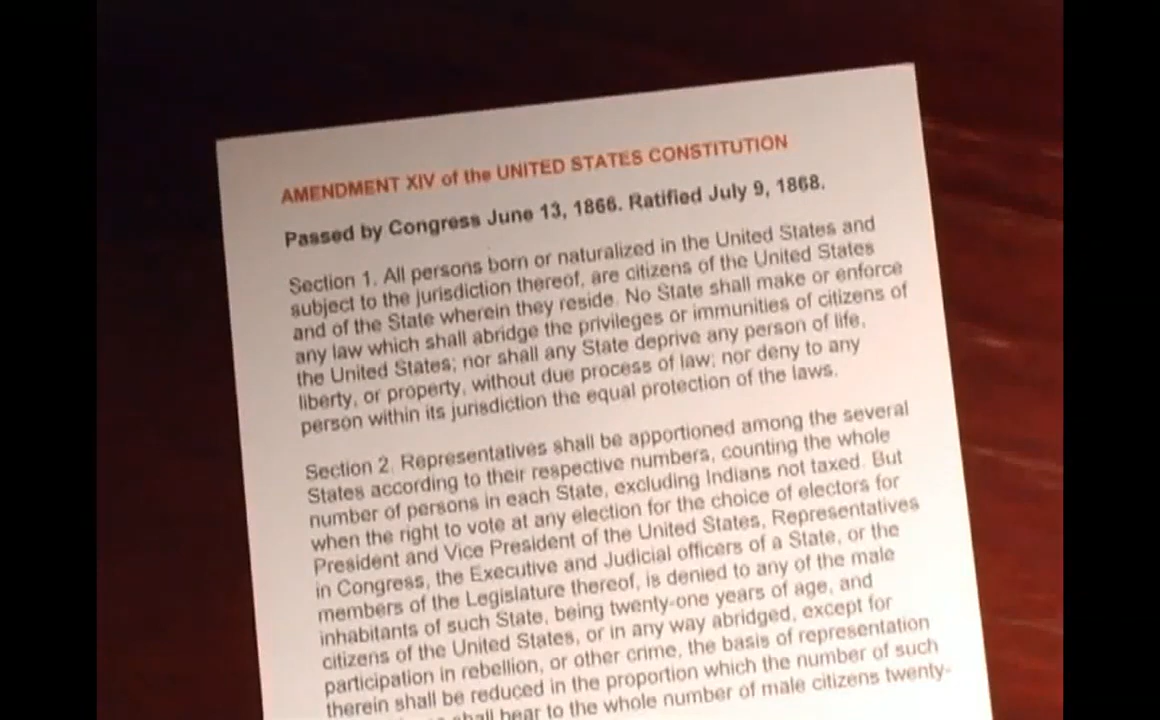 AMENDMENT XIV of the UNITED STATES CONSTITUTION
Passed by Congress June 13, 1866. Ratified July 9, 1868.
Section 1. All persons born or naturalized in the United States and
subject to the jurisdiction thereof, are citizens of the United States
and of the State wherein they reside. No State shall make or enforce
any law which shall abridge the privileges or immunities of citizens of
the United States; nor shall any State deprive any person of life,
liberty, or property, without due process of law; nor deny to any
person within its jurisdiction the equal protection of the laws.
Section 2. Representatives shall be apportioned among the several
States according to their respective numbers, counting the whole
number of persons in each State, excluding Indians not taxed. But
when the right to vote at any election for the choice of electors for
President and Vice President of the United States, Representatives
in Congress, the Executive and Judicial officers of a State, or the
members of the Legislature thereof, is denied to any of the male
inhabitants of such State, being twenty-one years of age, and
citizens of the United States, or in any way abridged, except for
participation in rebellion, or other crime, the basis of representation
therein shall be reduced in the proportion which the number of such
shall bear to the whole number of male citizens twenty-